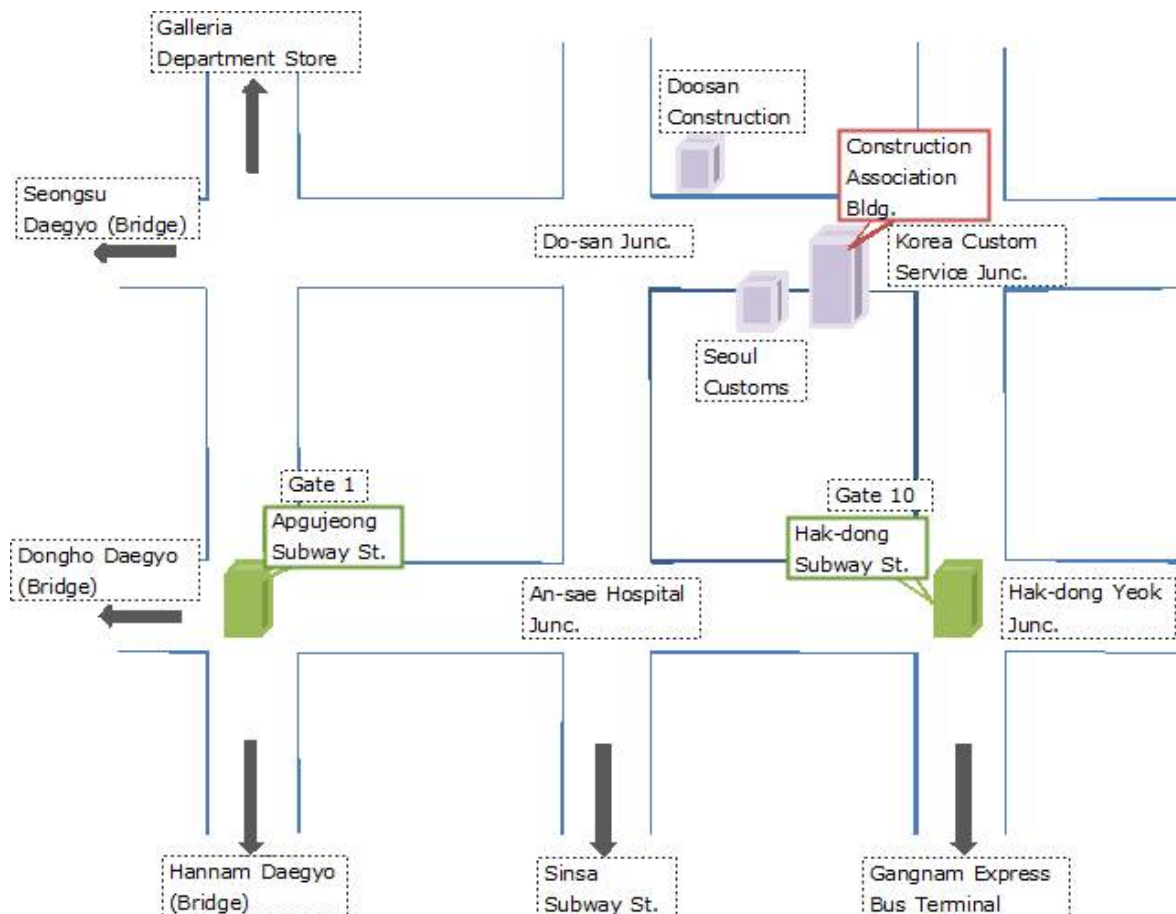 Galleria
Department Store
Doosan
Construction
Construction
Association
Bldg.
Seongsu
Daegyo (Bridge)
Do-san Junc.
Korea Custom
Service Junc.
Seoul
Customs
Gate 1
Apgujeong
Subway St.
Gate 10
Hak-dong
Subway St.
Dongho Daegyo
(Bridge)
An-sae Hospital
Junc.
Hak-dong Yeok
Junc.
Hannam Daegyo
(Bridge)
Sinsa
Subway St.
Gangnam Express
Bus Terminal